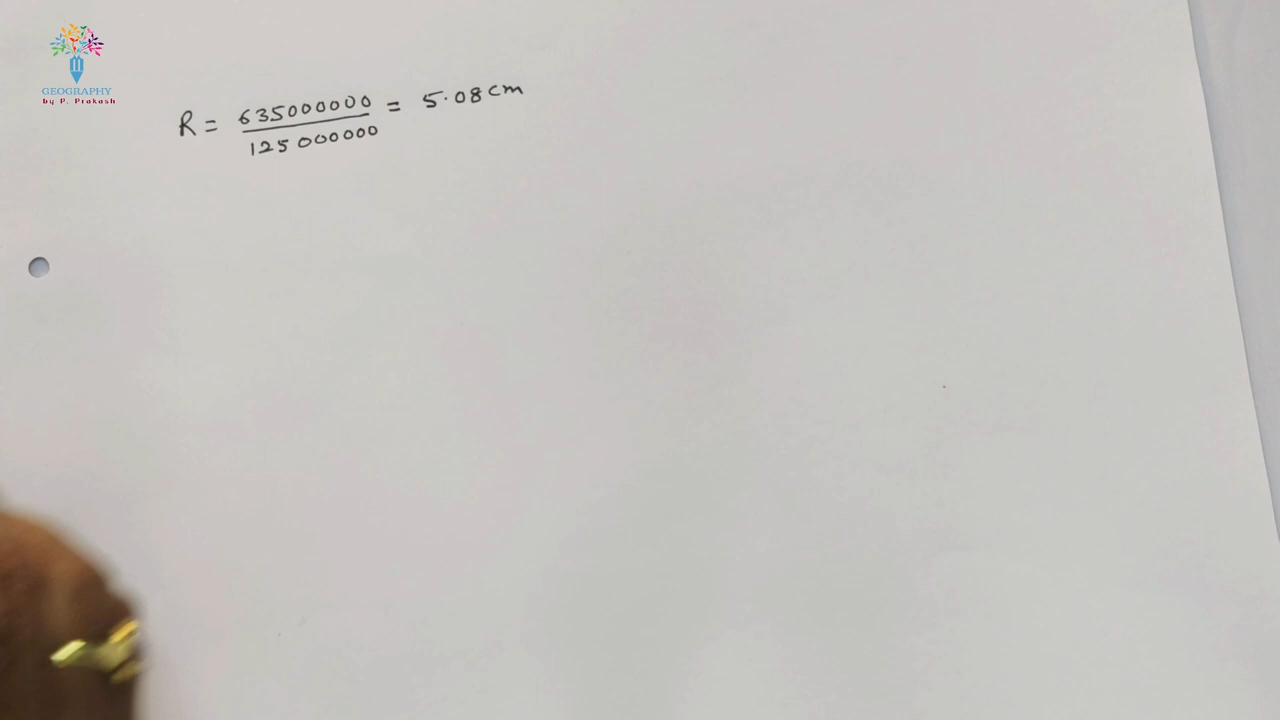 GEOGRAPHY
by P. Prakash
R = 635000000 / 125000000 = 5.08 cm